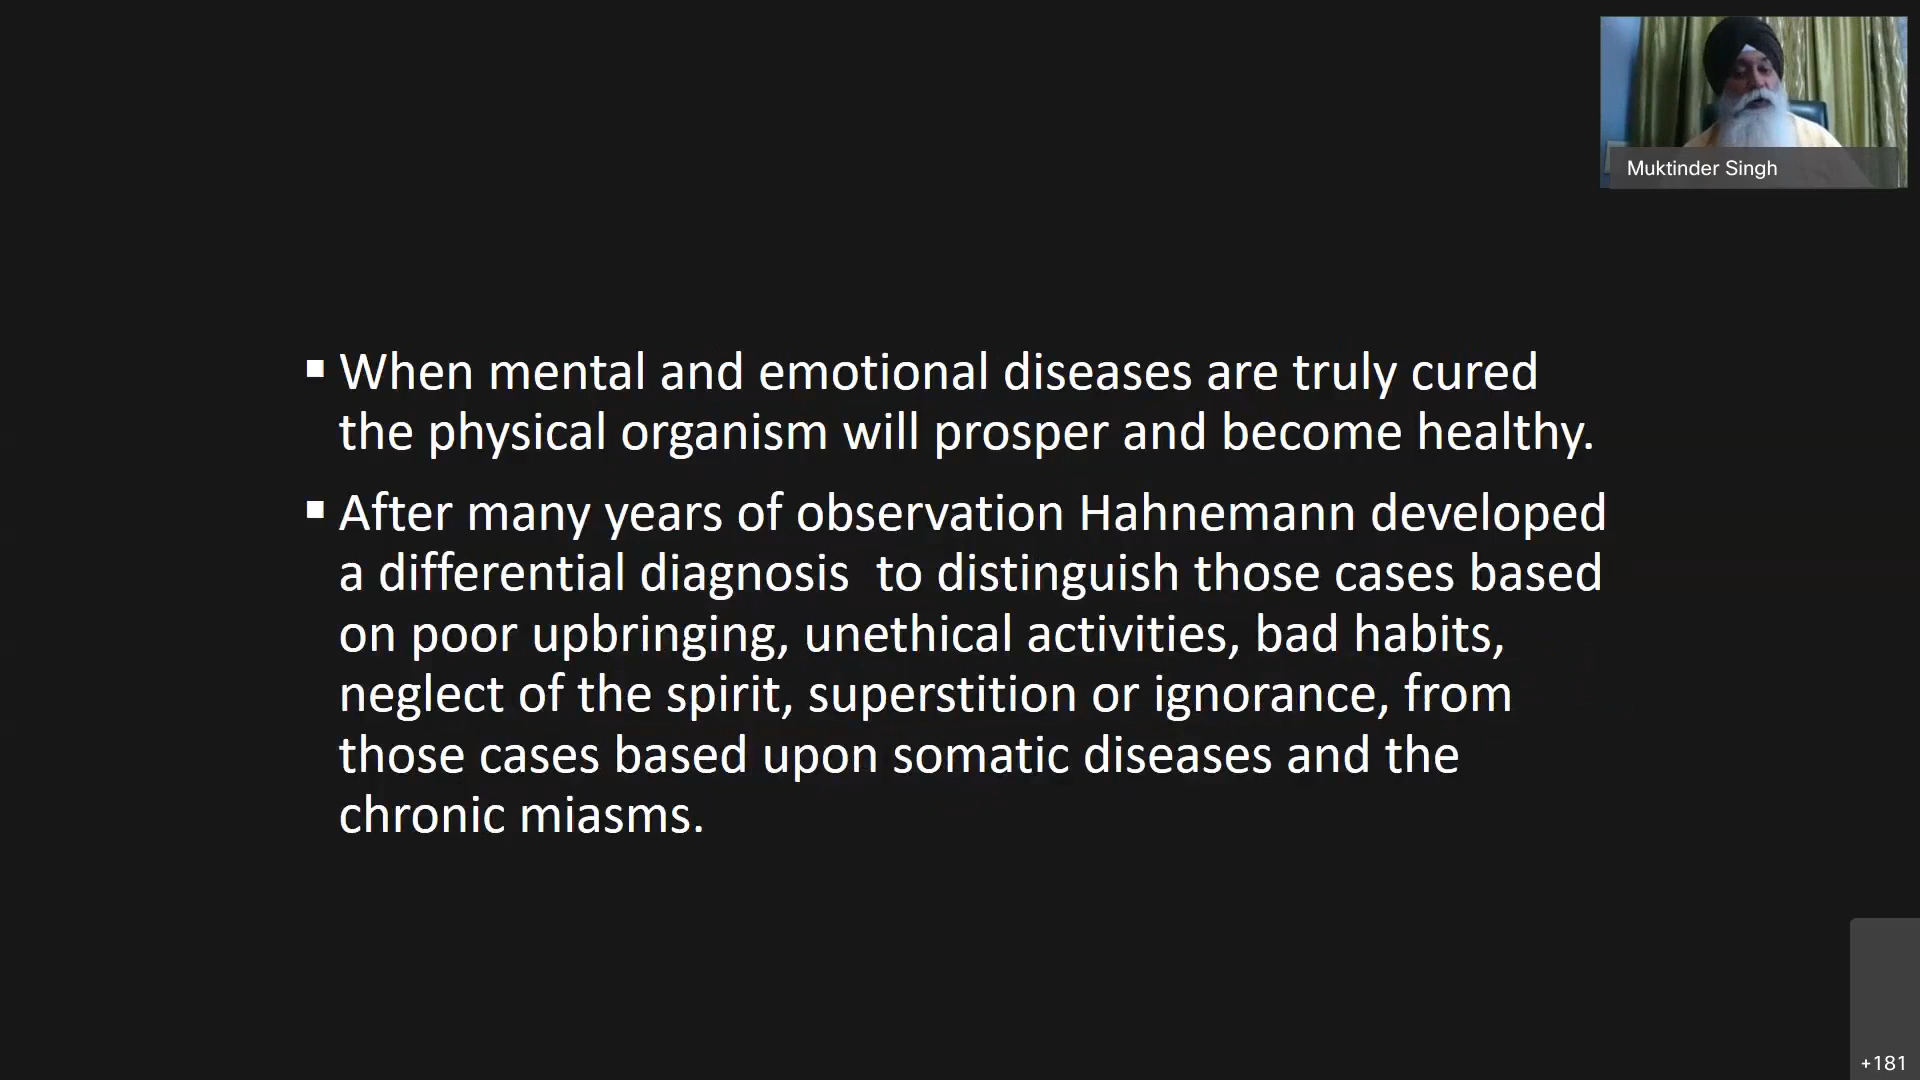 Muktinder Singh
▪ When mental and emotional diseases are truly cured
the physical organism will prosper and become healthy.
▪ After many years of observation Hahnemann developed
a differential diagnosis  to distinguish those cases based
on poor upbringing, unethical activities, bad habits,
neglect of the spirit, superstition or ignorance, from
those cases based upon somatic diseases and the
chronic miasms.
+181